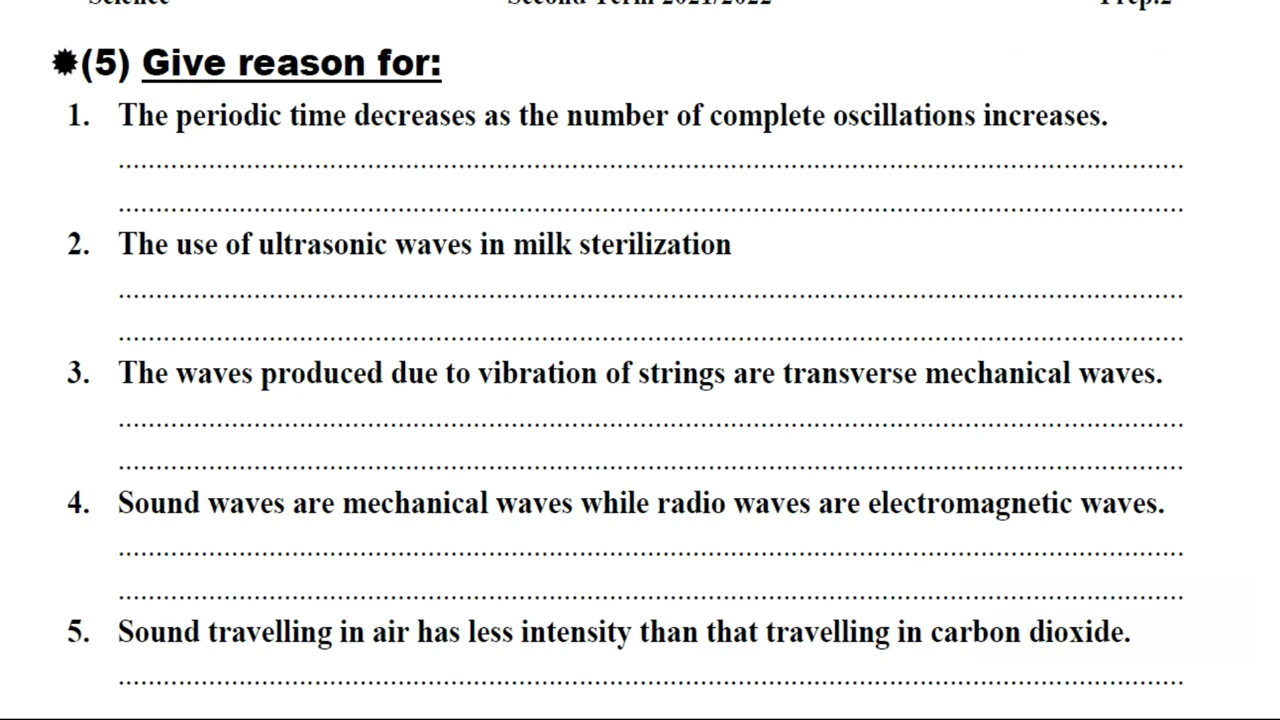 (5) Give reason for:
1. The periodic time decreases as the number of complete oscillations increases.
2. The use of ultrasonic waves in milk sterilization
3. The waves produced due to vibration of strings are transverse mechanical waves.
4. Sound waves are mechanical waves while radio waves are electromagnetic waves.
5. Sound travelling in air has less intensity than that travelling in carbon dioxide.